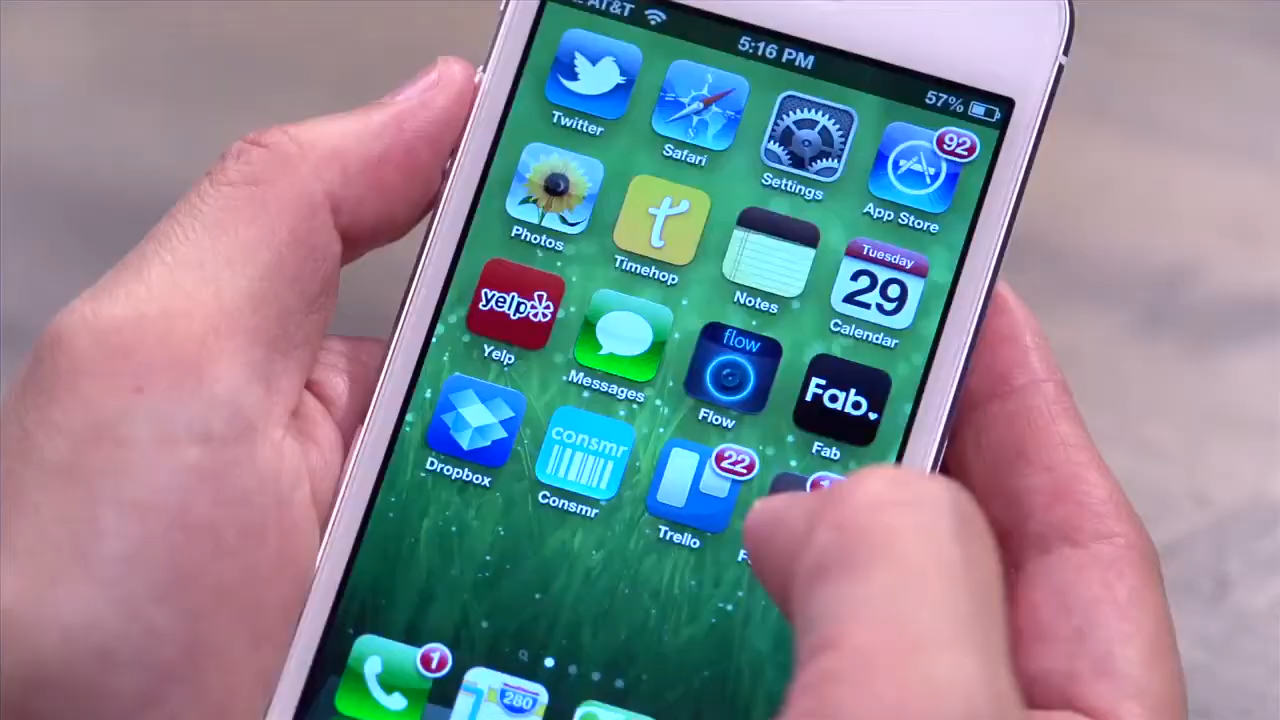 AT&T 5:16 PM 57%
Twitter
Safari
Settings
92
App Store
Photos
t
Timehop
Notes
Tuesday
29
Calendar
yelp
Yelp
Messages
flow
Flow
Fab.
Fab
Dropbox
consmr
Consmr
22
Trello
1
1
280